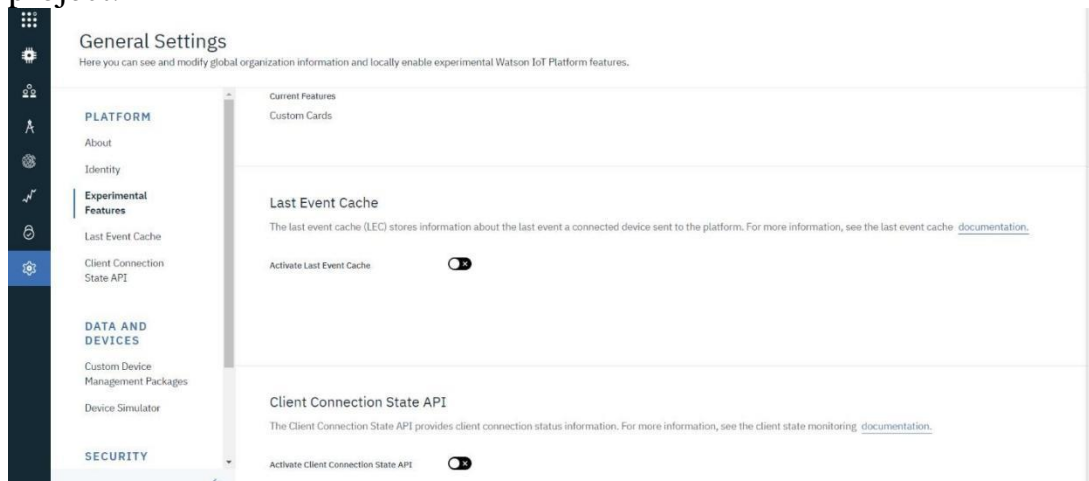 General Settings
Here you can see and modify global organization information and locally enable experimental Watson IoT Platform features.
PLATFORM
About
Identity
Experimental
Features
Last Event Cache
Client Connection
State API
DATA AND
DEVICES
Custom Device
Management Packages
Device Simulator
SECURITY
Current Features
Custom Cards
Last Event Cache
The last event cache (LEC) stores information about the last event a connected device sent to the platform. For more information, see the last event cache documentation.
Activate Last Event Cache
Client Connection State API
The Client Connection State API provides client connection status information. For more information, see the client state monitoring documentation.
Activate Client Connection State API